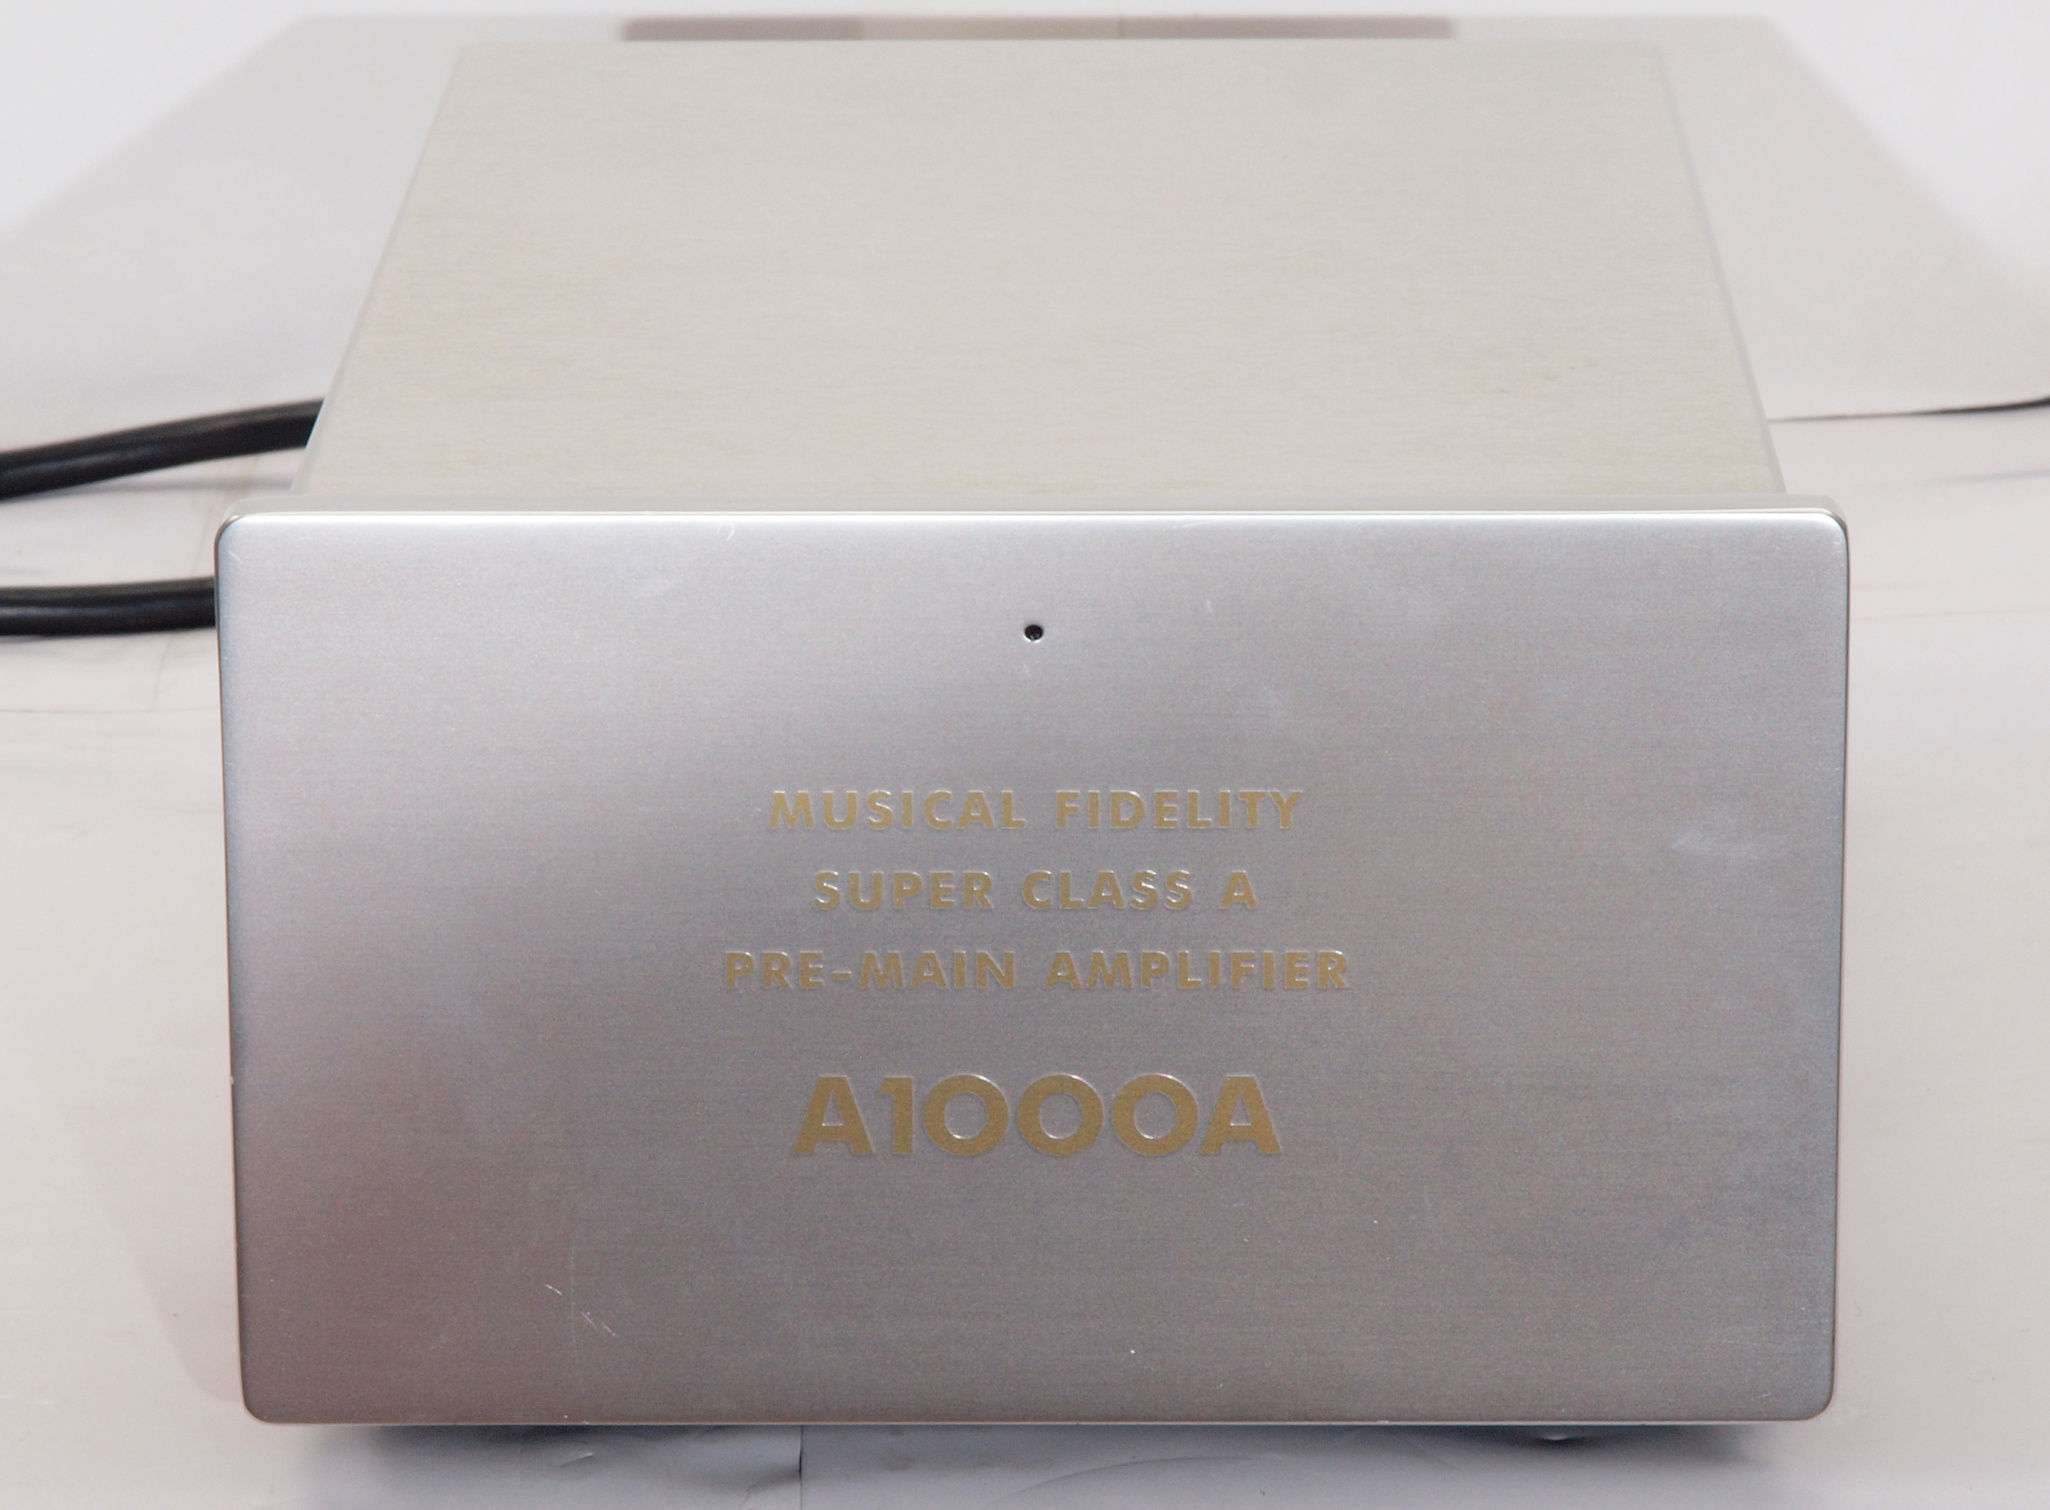 MUSICAL FIDELITY
SUPER CLASS A
PRE-MAIN AMPLIFIER
A1000A